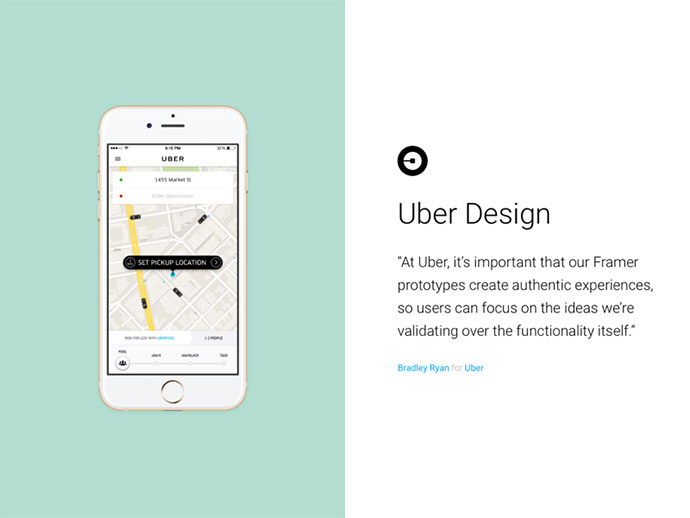 4:16 PM
UBER
1455 Market St
Enter destination
SET PICKUP LOCATION
RIDE FOR LESS WITH UBERPOOL
1-2 PEOPLE
POOL
uberX
TAXI
Uber Design
“At Uber, it’s important that our Framer
prototypes create authentic experiences,
so users can focus on the ideas we’re
validating over the functionality itself.”
Bradley Ryan for Uber